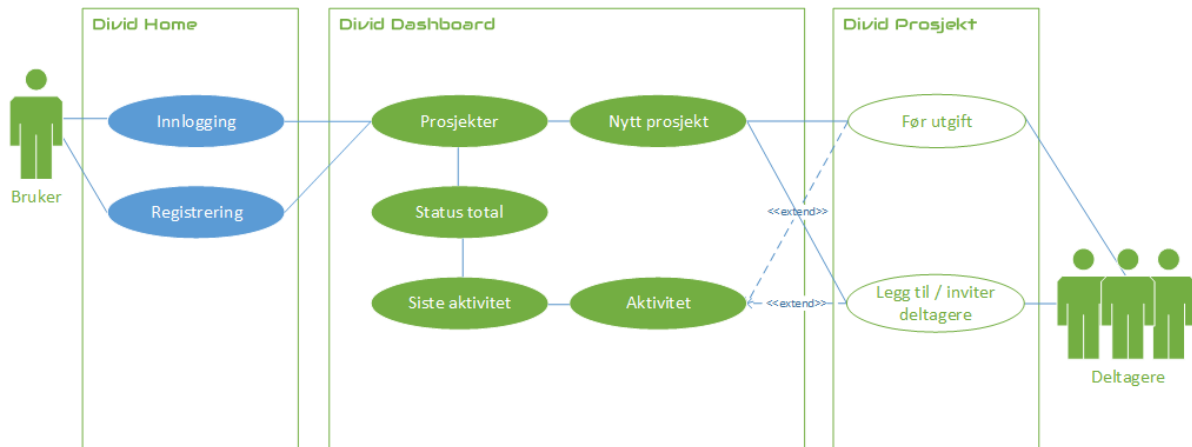 Divid Home
Divid Dashboard
Divid Prosjekt
Innlogging
Prosjekter
Nytt prosjekt
Før utgift
Bruker
Registrering
Status total
<<extend>>
Siste aktivitet
Aktivitet
<<extend>>
Legg til / inviter
deltagere
Deltagere